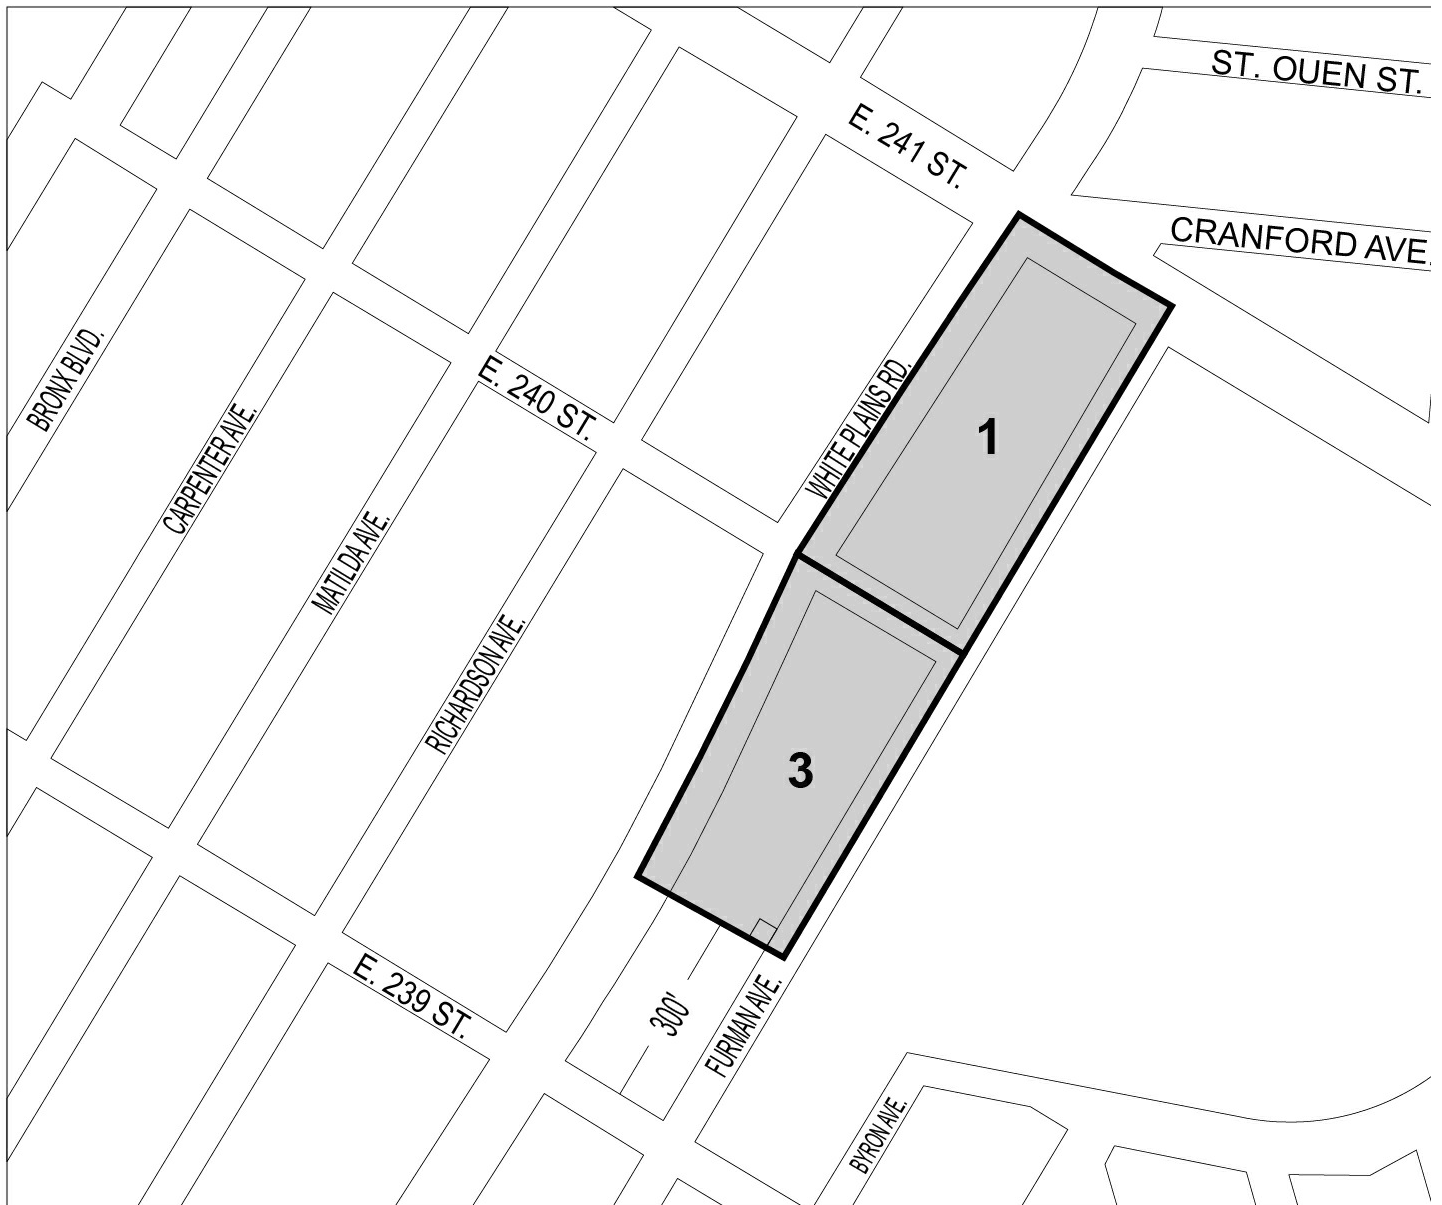 ST. OUEN ST.
E. 241 ST.
CRANFORD AVE.
BRONX BLVD.
E. 240 ST.
WHITE PLAINS RD.
CARPENTER AVE.
1
MATILDA AVE.
RICHARDSON AVE.
3
E. 239 ST.
300'
FURMAN AVE.
BYRON AVE.